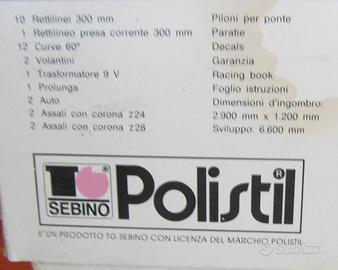 10 Rettilinei 300 mm
1 Rettilineo presa corrente 300 mm
12 Curve 60°
2 Volantini
1 Trasformatore 9 V
1 Prolunga
2 Auto
2 Assali con corona z24
2 Assali con corona z28
Piloni per ponte
Paratie
Decals
Garanzia
Racing book
Foglio istruzioni
Dimensioni d'ingombro:
2.900 mm x 1.200 mm
Sviluppo: 6.600 mm
TG
SEBINO
Polistil®
E' UN PRODOTTO TG SEBINO CON LICENZA DEL MARCHIO POLISTIL
subito